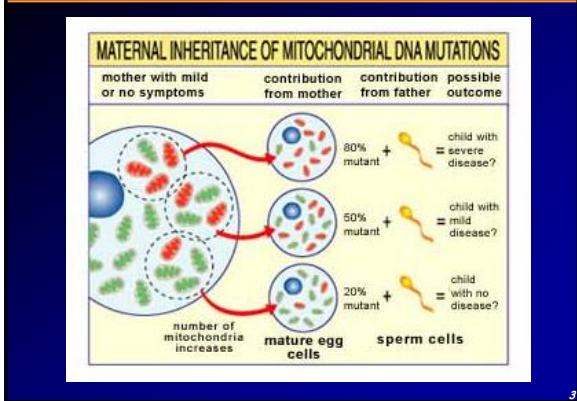 MATERNAL INHERITANCE OF MITOCHONDRIAL DNA MUTATIONS
mother with mild
or no symptoms
contribution
from mother
contribution
from father
possible
outcome
80%
mutant
+
=
child with
severe
disease?
50%
mutant
+
=
child with
mild
disease?
20%
mutant
+
=
child
with no
disease?
number of
mitochondria
increases
mature egg
cells
sperm cells
3